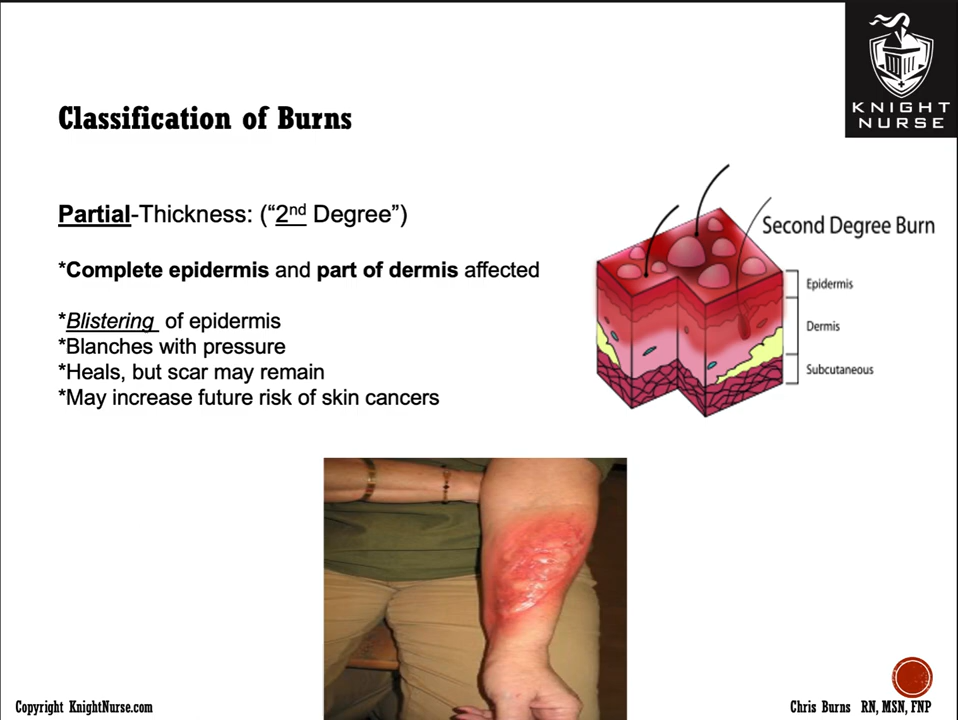 KNIGHT
NURSE
Classification of Burns
Partial-Thickness: (“2nd Degree”)
*Complete epidermis and part of dermis affected
*Blistering of epidermis
*Blanches with pressure
*Heals, but scar may remain
*May increase future risk of skin cancers
Second Degree Burn
Epidermis
Dermis
Subcutaneous
Copyright KnightNurse.com
Chris Burns RN, MSN, FNP